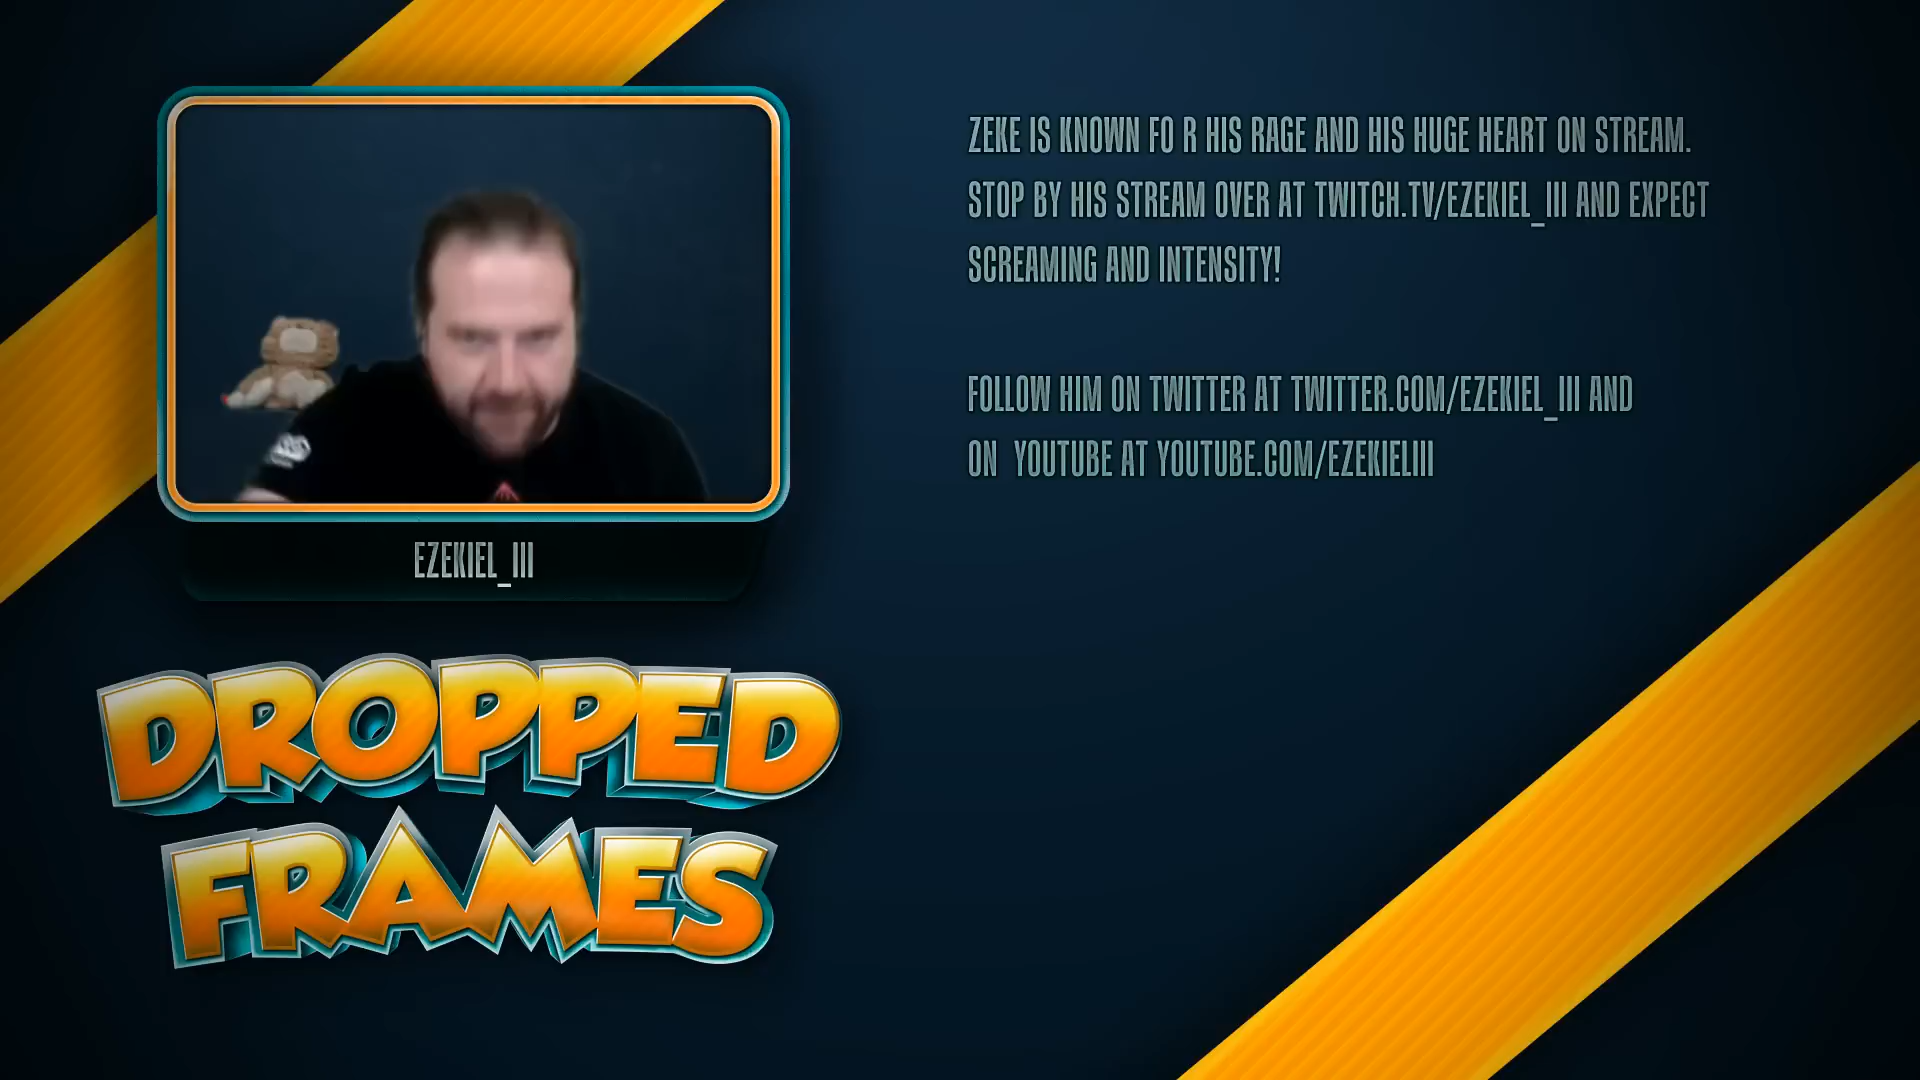 ZEKE IS KNOWN FO R HIS RAGE AND HIS HUGE HEART ON STREAM.
STOP BY HIS STREAM OVER AT TWITCH.TV/EZEKIEL_III AND EXPECT
SCREAMING AND INTENSITY!
FOLLOW HIM ON TWITTER AT TWITTER.COM/EZEKIEL_III AND
ON  YOUTUBE AT YOUTUBE.COM/EZEKIELIII
EZEKIEL_III
DROPPED
FRAMES